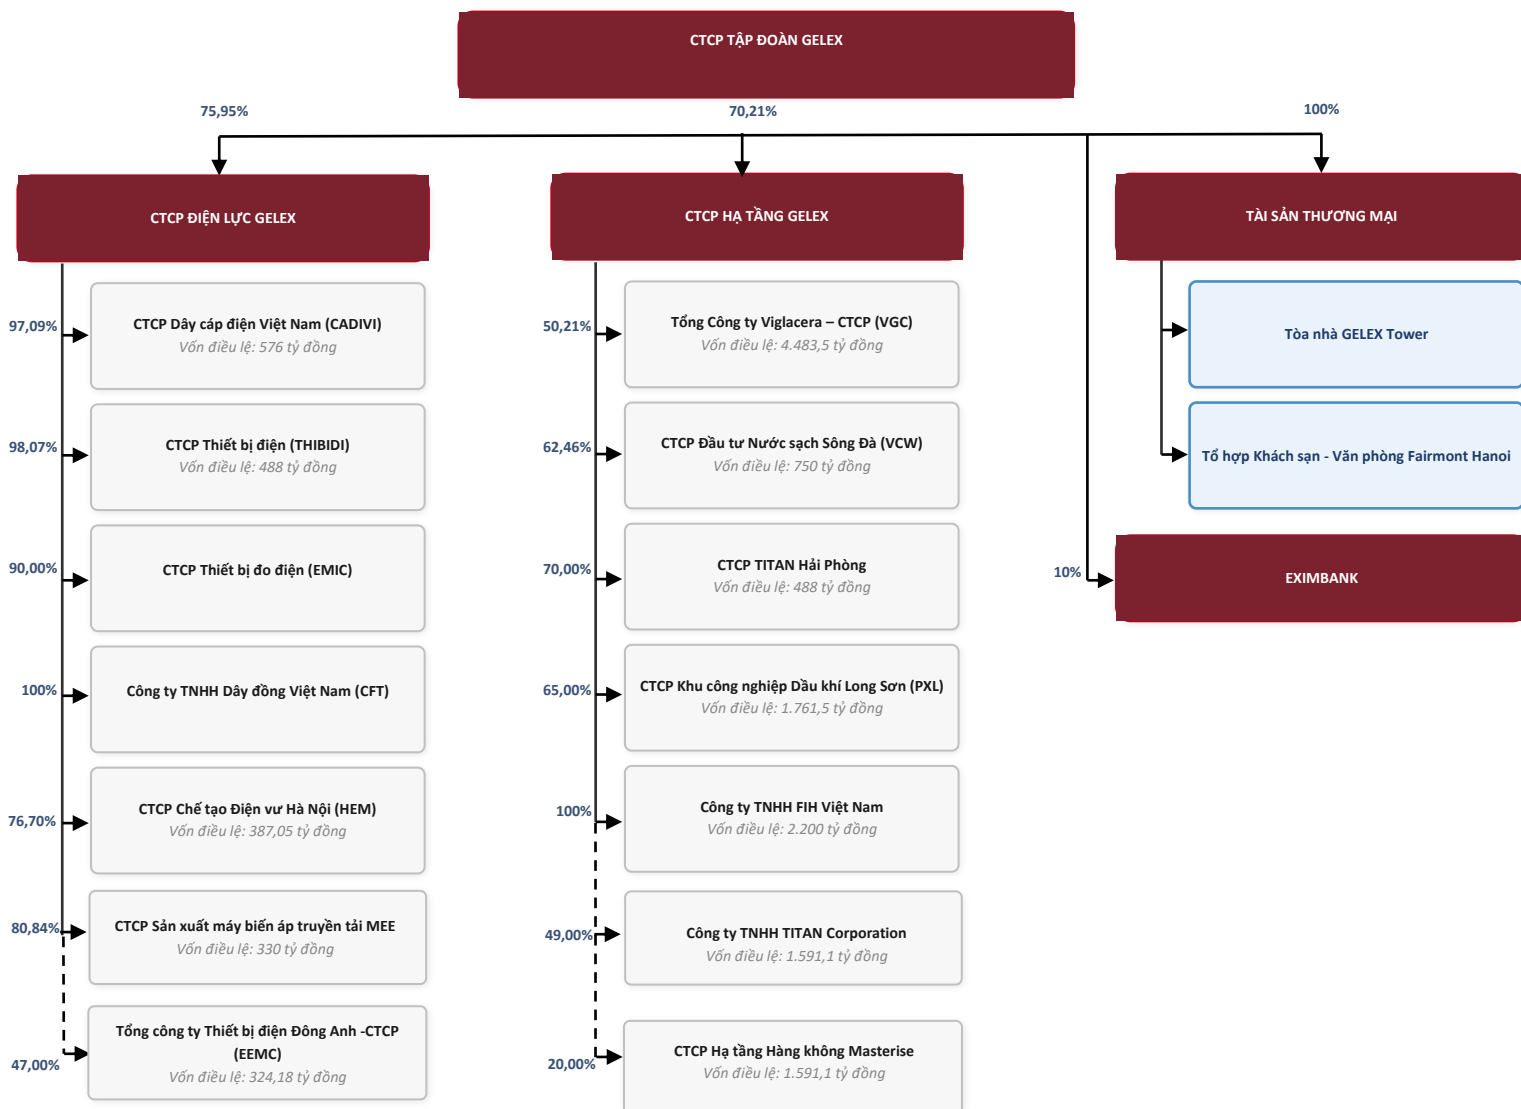 CTCP TẬP ĐOÀN GELEX
75,95%
70,21%
100%
CTCP ĐIỆN LỰC GELEX
CTCP HẠ TẦNG GELEX
TÀI SẢN THƯƠNG MẠI
97,09%
CTCP Dây cáp điện Việt Nam (CADIVI)
Vốn điều lệ: 576 tỷ đồng
98,07%
CTCP Thiết bị điện (THIBIDI)
Vốn điều lệ: 488 tỷ đồng
90,00%
CTCP Thiết bị đo điện (EMIC)
100%
Công ty TNHH Dây đồng Việt Nam (CFT)
76,70%
CTCP Chế tạo Điện vư Hà Nội (HEM)
Vốn điều lệ: 387,05 tỷ đồng
80,84%
CTCP Sản xuất máy biến áp truyền tải MEE
Vốn điều lệ: 330 tỷ đồng
47,00%
Tổng công ty Thiết bị điện Đông Anh -CTCP
(EEMC)
Vốn điều lệ: 324,18 tỷ đồng
50,21%
Tổng Công ty Viglacera – CTCP (VGC)
Vốn điều lệ: 4.483,5 tỷ đồng
62,46%
CTCP Đầu tư Nước sạch Sông Đà (VCW)
Vốn điều lệ: 750 tỷ đồng
70,00%
CTCP TITAN Hải Phòng
Vốn điều lệ: 488 tỷ đồng
65,00%
CTCP Khu công nghiệp Dầu khí Long Sơn (PXL)
Vốn điều lệ: 1.761,5 tỷ đồng
100%
Công ty TNHH FIH Việt Nam
Vốn điều lệ: 2.200 tỷ đồng
49,00%
Công ty TNHH TITAN Corporation
Vốn điều lệ: 1.591,1 tỷ đồng
20,00%
CTCP Hạ tầng Hàng không Masterise
Vốn điều lệ: 1.591,1 tỷ đồng
Tòa nhà GELEX Tower
Tổ hợp Khách sạn - Văn phòng Fairmont Hanoi
10%
EXIMBANK